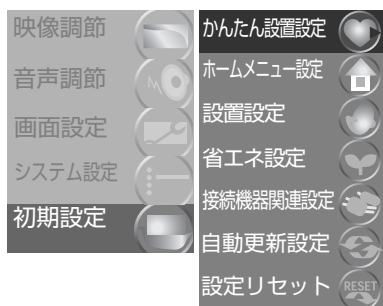 映像調節
音声調節
画面設定
システム設定
初期設定
かんたん設置設定
ホームメニュー設定
設置設定
省エネ設定
接続機器関連設定
自動更新設定
設定リセット
RESET